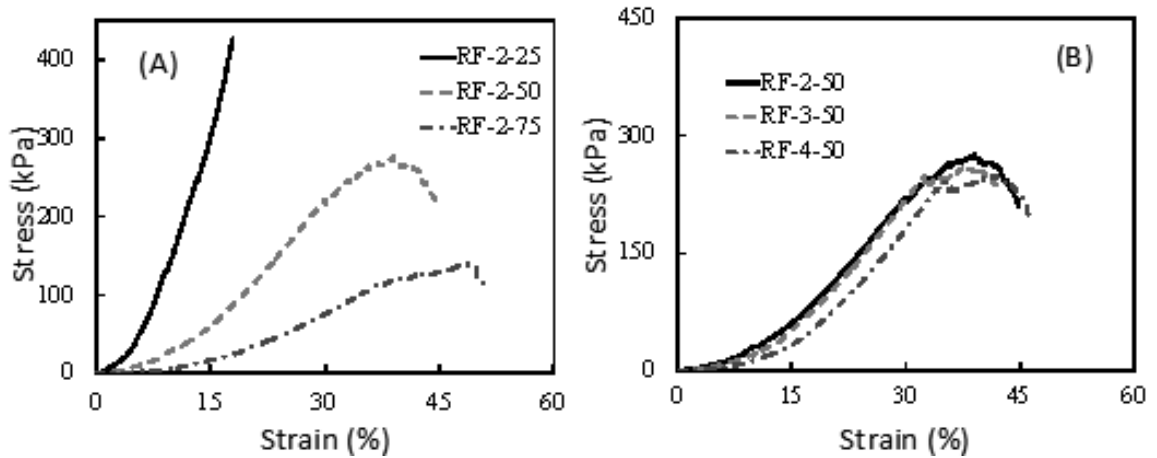 (A)
RF-2-25
RF-2-50
RF-2-75
Stress (kPa)
400
300
200
100
0
0 15 30 45 60
Strain (%)
(B)
RF-2-50
RF-3-50
RF-4-50
Stress (kPa)
450
300
150
0
0 15 30 45 60
Strain (%)